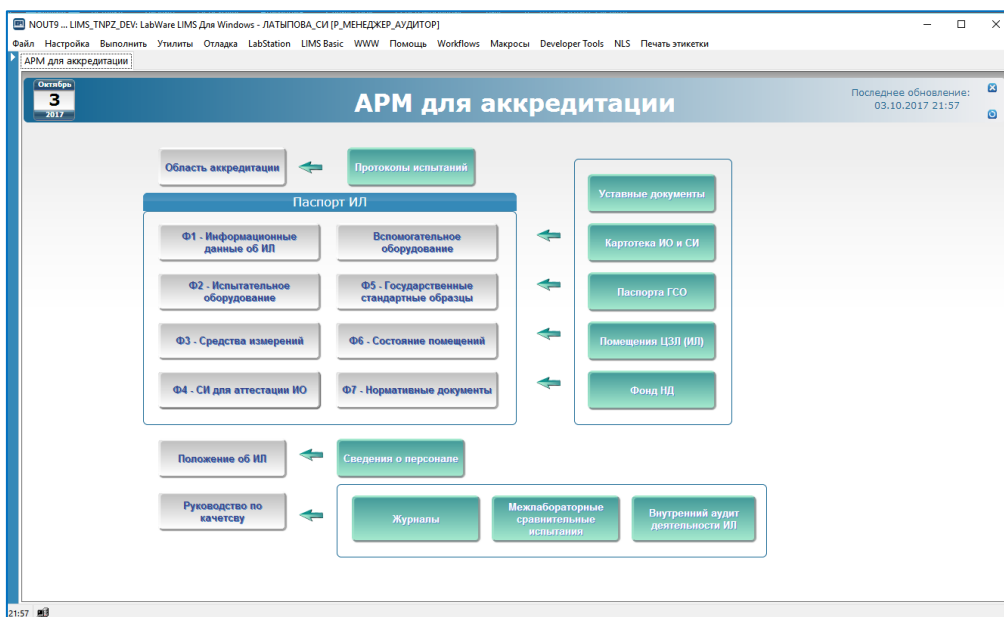 NOUT9 ... LIMS_TNPZ_DEV: LabWare LIMS Для Windows - ЛАТЫПОВА_СИ [Р_МЕНЕДЖЕР_АУДИТОР]
Файл Настройка Выполнить Утилиты Отладка LabStation LIMS Basic WWW Помощь Workflows Макросы Developer Tools NLS Печать этикетки
АРМ для аккредитации
Октябрь
3
2017
АРМ для аккредитации
Последнее обновление:
03.10.2017 21:57
Область аккредитации
Протоколы испытаний
Паспорт ИЛ
Ф1 - Информационные
данные об ИЛ
Вспомогательное
оборудование
Ф2 - Испытательное
оборудование
Ф5 - Государственные
стандартные образцы
Ф3 - Средства измерений
Ф6 - Состояние помещений
Ф4 - СИ для аттестации ИО
Ф7 - Нормативные документы
Уставные документы
Картотека ИО и СИ
Паспорта ГСО
Помещения ЦЗЛ (ИЛ)
Фонд НД
Положение об ИЛ
Сведения о персонале
Руководство по
качетсву
Журналы
Межлабораторные
сравнительные
испытания
Внутренний аудит
деятельности ИЛ
21:57